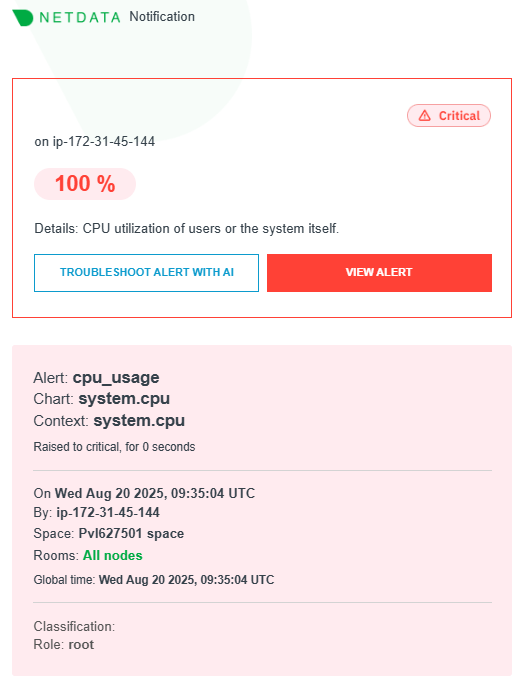 NETDATA Notification
Critical
on ip-172-31-45-144
100 %
Details: CPU utilization of users or the system itself.
TROUBLESHOOT ALERT WITH AI VIEW ALERT
Alert: cpu_usage
Chart: system.cpu
Context: system.cpu
Raised to critical, for 0 seconds
On Wed Aug 20 2025, 09:35:04 UTC
By: ip-172-31-45-144
Space: Pvl627501 space
Rooms: All nodes
Global time: Wed Aug 20 2025, 09:35:04 UTC
Classification:
Role: root